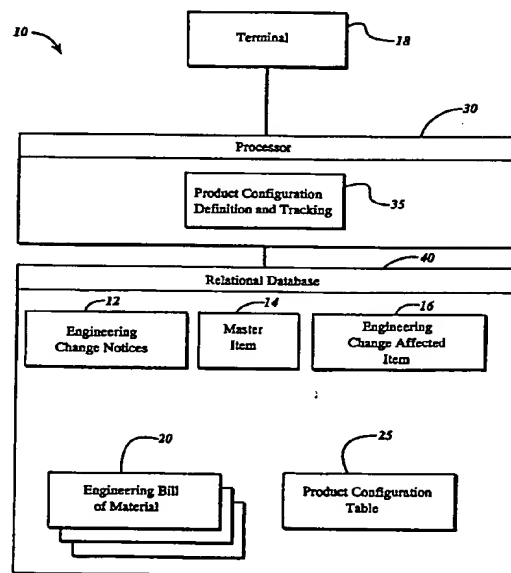 10
Terminal
18
30
Processor
Product Configuration
Definition and Tracking
35
40
Relational Database
12
14
16
Engineering
Change Notices
Master
Item
Engineering
Change Affected
Item
20
25
Engineering Bill
of Material
Product Configuration
Table